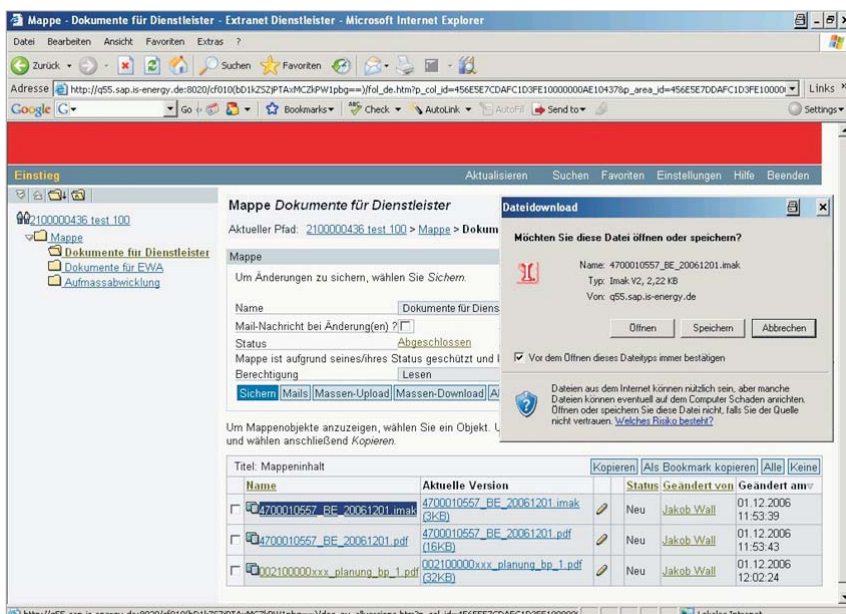 Mappe - Dokumente für Dienstleister - Extranet Dienstleister - Microsoft Internet Explorer
Datei Bearbeiten Ansicht Favoriten Extras ?
Zurück Suchen Favoriten
Adresse Links
Google Go Bookmarks Check AutoLink AutoFill Send to Settings
Einstieg Aktualisieren Suchen Favoriten Einstellungen Hilfe Beenden
2100000436 test 100
Mappe
Dokumente für Dienstleister
Dokumente für EWA
Aufmassabwicklung
Mappe Dokumente für Dienstleister
Aktueller Pfad: 2100000436 test 100 > Mappe > Dokum
Mappe
Um Änderungen zu sichern, wählen Sie Sichern.
Name Dokumente für Diens
Mail-Nachricht bei Änderung(en) ?
Status Abgeschlossen
Mappe ist aufgrund seines/ihres Status geschützt und
Berechtigung Lesen
Sichern Mails Massen-Upload Massen-Download
Um Mappenobjekte anzuzeigen, wählen Sie ein Objekt.
und wählen anschließend Kopieren.
Dateidownload
Möchten Sie diese Datei öffnen oder speichern?
Name: 4700010557_BE_20061201.imak
Typ: Imak V2, 2,22 KB
Von: q55.sap.is-energy.de
Öffnen Speichern Abbrechen
Vor dem Öffnen dieses Dateityps immer bestätigen
Dateien aus dem Internet können nützlich sein, aber manche
Dateien können eventuell auf dem Computer Schaden anrichten.
Öffnen oder speichern Sie diese Datei nicht, falls Sie der Quelle
nicht vertrauen. Welches Risiko besteht?
Titel: Mappeninhalt Kopieren Als Bookmark kopieren Alle Keine
Name Aktuelle Version Status Geändert von Geändert am
4700010557_BE_20061201.imak 4700010557_BE_20061201.imak Neu Jakob Wall 01.12.2006
(3KB) 11:53:39
4700010557_BE_20061201.pdf 4700010557_BE_20061201.pdf Neu Jakob Wall 01.12.2006
(16KB) 11:53:43
002100000xxx_planung_bp_1.pdf 002100000xxx_planung_bp_1.pdf Neu Jakob Wall 01.12.2006
(32KB) 12:02:24